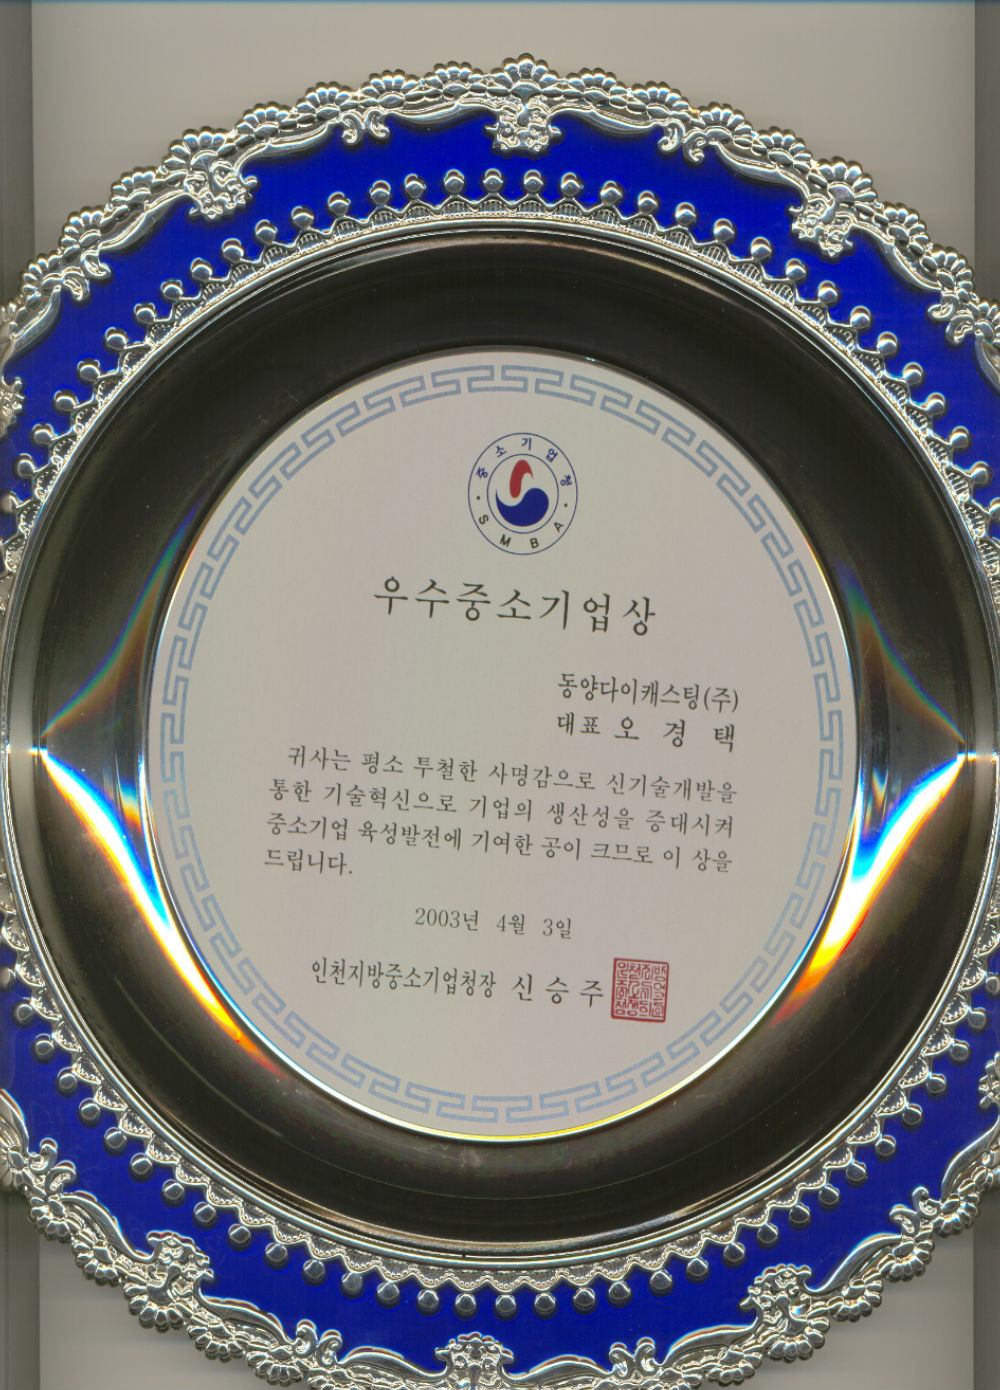 중소기업청
SMBA
우수중소기업상
동양다이캐스팅(주)
대표 오 경 택
귀사는 평소 투철한 사명감으로 신기술개발을
통한 기술혁신으로 기업의 생산성을 증대시켜
중소기업 육성발전에 기여한 공이 크므로 이 상을
드립니다.
2003년 4월 3일
인천지방중소기업청장 신 승 주